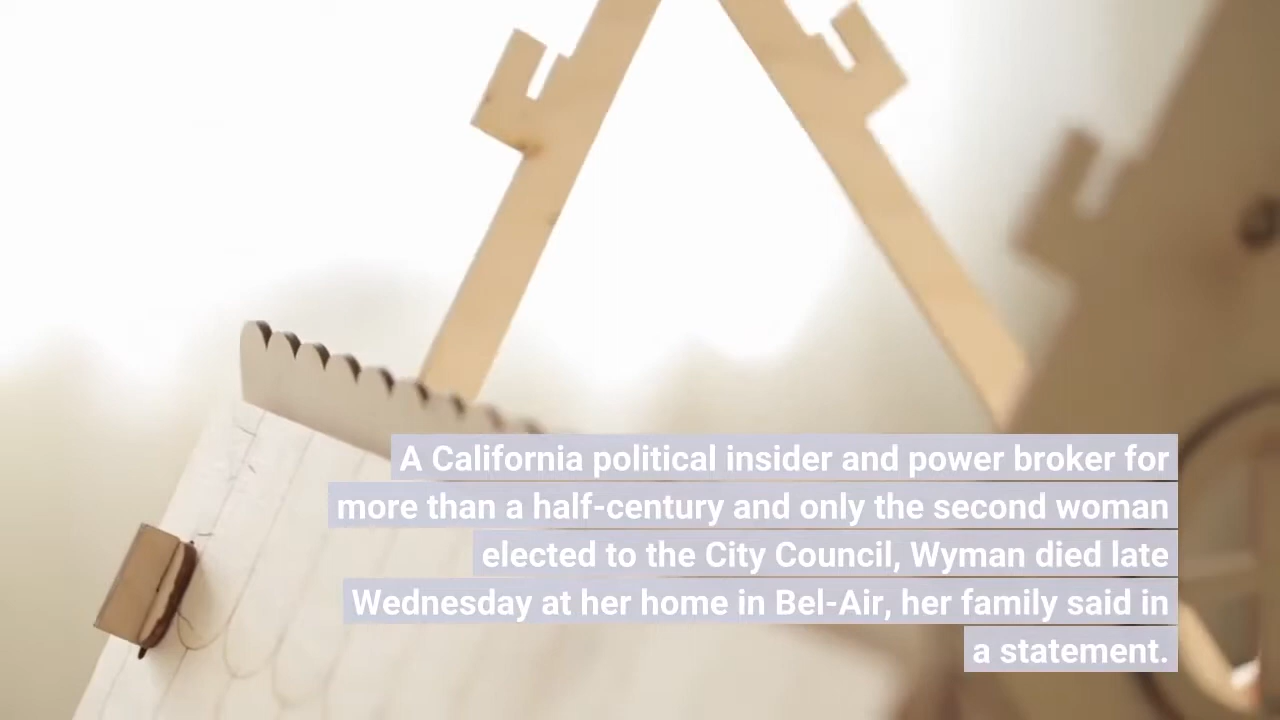 A California political insider and power broker for
more than a half-century and only the second woman
elected to the City Council, Wyman died late
Wednesday at her home in Bel-Air, her family said in
a statement.